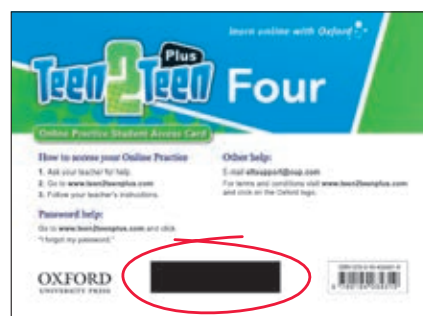 learn online with Oxford
Teen2Teen
Plus
Four
Online Practice Student Access Card
How to access your Online Practice
1. Ask your teacher for help.
2. Go to www.teen2teenplus.com
3. Follow your teacher's instructions.
Password help:
Go to www.teen2teenplus.com and click
"I forgot my password."
Other help:
E-mail eltsupport@oup.com
For terms and conditions visit www.teen2teenplus.com
and click on the Oxford logo.
OXFORD
UNIVERSITY PRESS